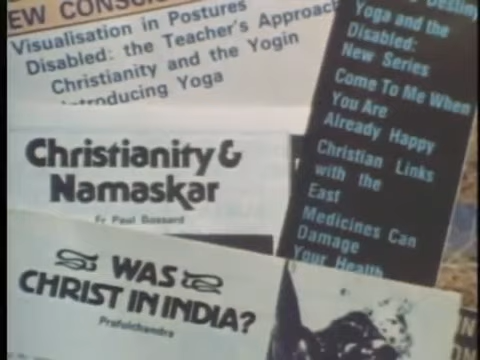 EW CONSC
Visualisation in Postures
Disabled: the Teacher's Approach
Christianity and the Yogin
Introducing Yoga
Destiny
Yoga and the
Disabled:
New Series
Come To Me When
You Are
Already Happy
Christian Links
with the
East
Medicines Can
Damage
Your Health
Christianity &
Namaskar
Fr Paul Bossard
WAS
CHRIST IN INDIA?
Prafulchandra